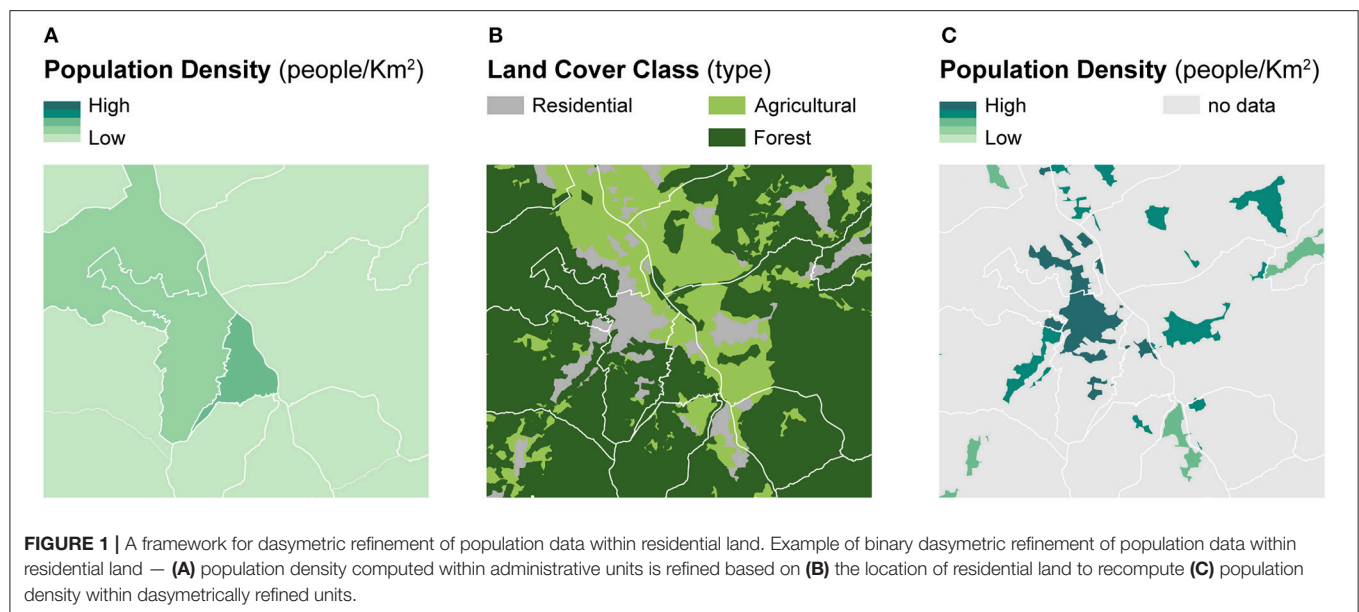 A
Population Density (people/Km²)
High
Low
B
Land Cover Class (type)
Residential
Agricultural
Forest
C
Population Density (people/Km²)
High
no data
Low
FIGURE 1 | A framework for dasymetric refinement of population data within residential land. Example of binary dasymetric refinement of population data within
residential land — (A) population density computed within administrative units is refined based on (B) the location of residential land to recompute (C) population
density within dasymetrically refined units.